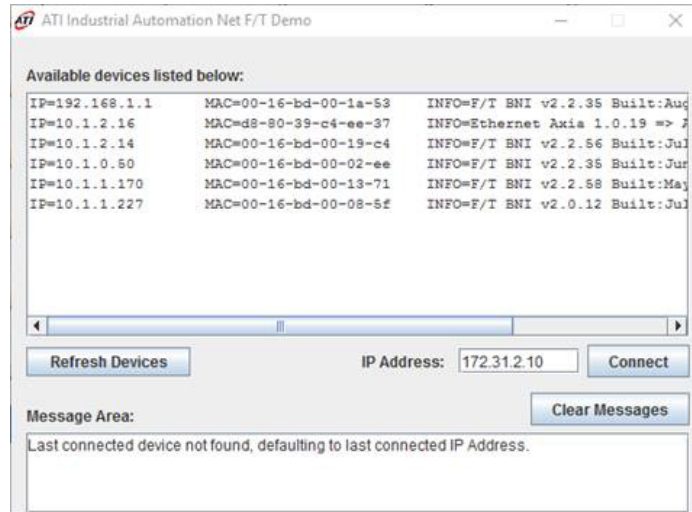 ATI ATI Industrial Automation Net F/T Demo
Available devices listed below:
IP=192.168.1.1 MAC=00-16-bd-00-1a-53 INFO=F/T BNI v2.2.35 Built:Aug
IP=10.1.2.16 MAC=d8-80-39-c4-ee-37 INFO=Ethernet Axia 1.0.19 => A
IP=10.1.2.14 MAC=00-16-bd-00-19-c4 INFO=F/T BNI v2.2.56 Built:Jul
IP=10.1.0.50 MAC=00-16-bd-00-02-ee INFO=F/T BNI v2.2.35 Built:Jun
IP=10.1.1.170 MAC=00-16-bd-00-13-71 INFO=F/T BNI v2.2.58 Built:May
IP=10.1.1.227 MAC=00-16-bd-00-08-5f INFO=F/T BNI v2.0.12 Built:Jul
Refresh Devices IP Address: 172.31.2.10 Connect
Clear Messages
Message Area:
Last connected device not found, defaulting to last connected IP Address.